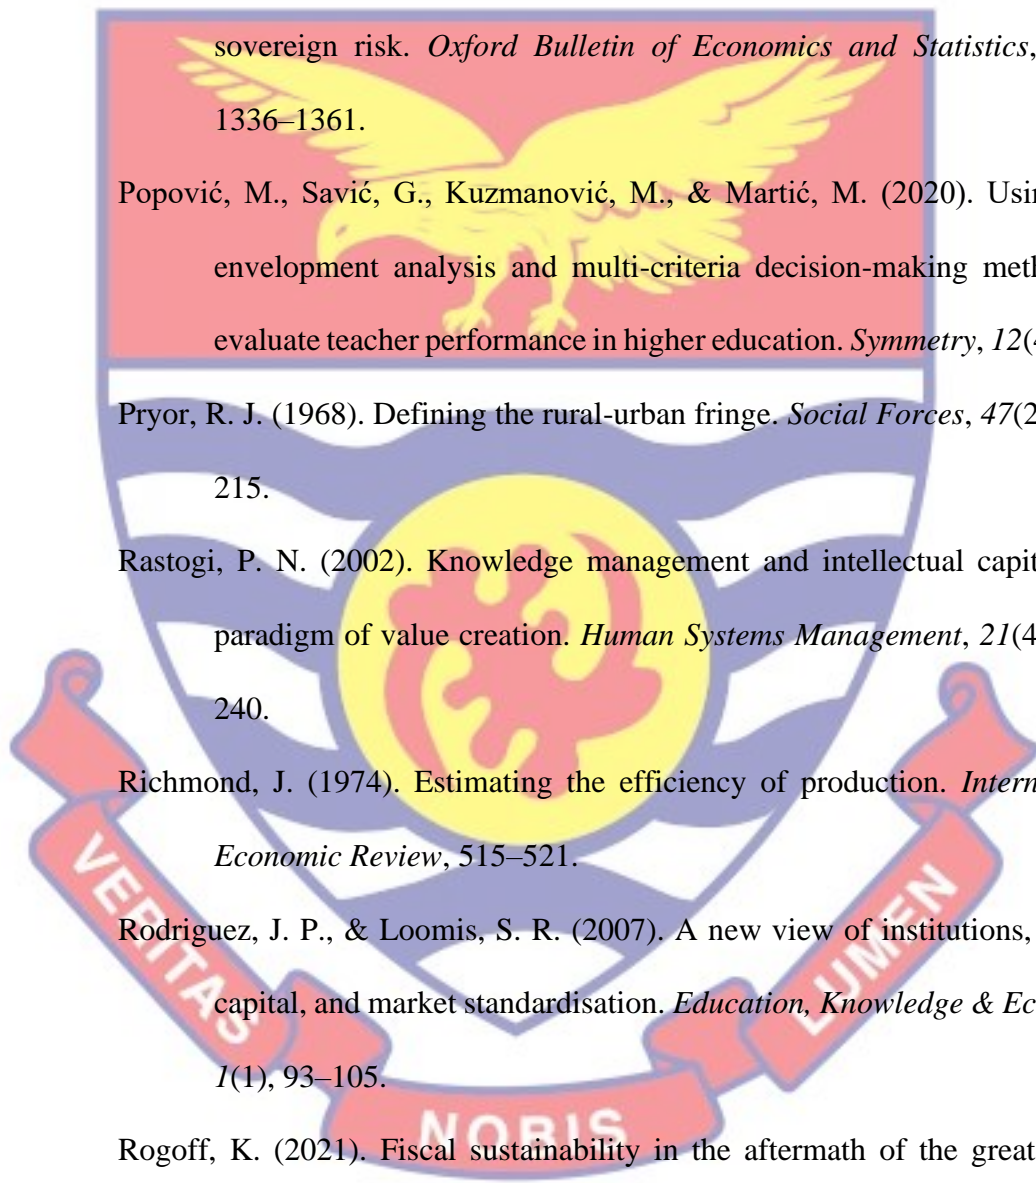 sovereign risk. Oxford Bulletin of Economics and Statistics,
1336–1361.
Popović, M., Savić, G., Kuzmanović, M., & Martić, M. (2020). Usin
envelopment analysis and multi-criteria decision-making meth
evaluate teacher performance in higher education. Symmetry, 12(4
Pryor, R. J. (1968). Defining the rural-urban fringe. Social Forces, 47(2
215.
Rastogi, P. N. (2002). Knowledge management and intellectual capit
paradigm of value creation. Human Systems Management, 21(4
240.
Richmond, J. (1974). Estimating the efficiency of production. Intern
Economic Review, 515–521.
Rodriguez, J. P., & Loomis, S. R. (2007). A new view of institutions,
capital, and market standardisation. Education, Knowledge & Ec
1(1), 93–105.
Rogoff, K. (2021). Fiscal sustainability in the aftermath of the great
VERITAS
NOBIS
LUMEN